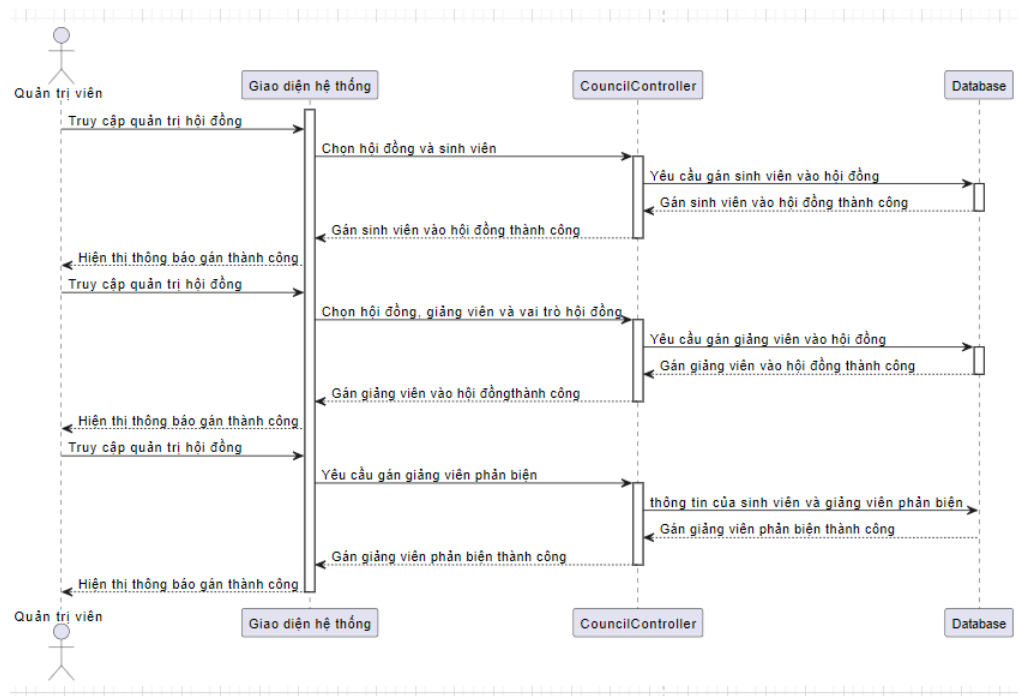 Quản trị viên
Giao diện hệ thống
CouncilController
Database
Truy cập quản trị hội đồng
Chọn hội đồng và sinh viên
Yêu cầu gán sinh viên vào hội đồng
Gán sinh viên vào hội đồng thành công
Gán sinh viên vào hội đồng thành công
Hiện thị thông báo gán thành công
Truy cập quản trị hội đồng
Chọn hội đồng, giảng viên và vai trò hội đồng
Yêu cầu gán giảng viên vào hội đồng
Gán giảng viên vào hội đồng thành công
Gán giảng viên vào hội đồngthành công
Hiện thị thông báo gán thành công
Truy cập quản trị hội đồng
Yêu cầu gán giảng viên phản biện
thông tin của sinh viên và giảng viên phản biện
Gán giảng viên phản biện thành công
Gán giảng viên phản biện thành công
Hiện thị thông báo gán thành công
Quản trị viên
Giao diện hệ thống
CouncilController
Database